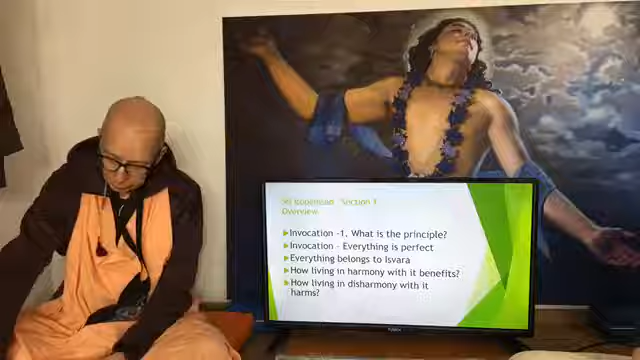 Sri Isopanisad - Section 1
Overview
Invocation -1. What is the principle?
Invocation - Everything is perfect
Everything belongs to Isvara
How living in harmony with it benefits?
How living in disharmony with it
harms?